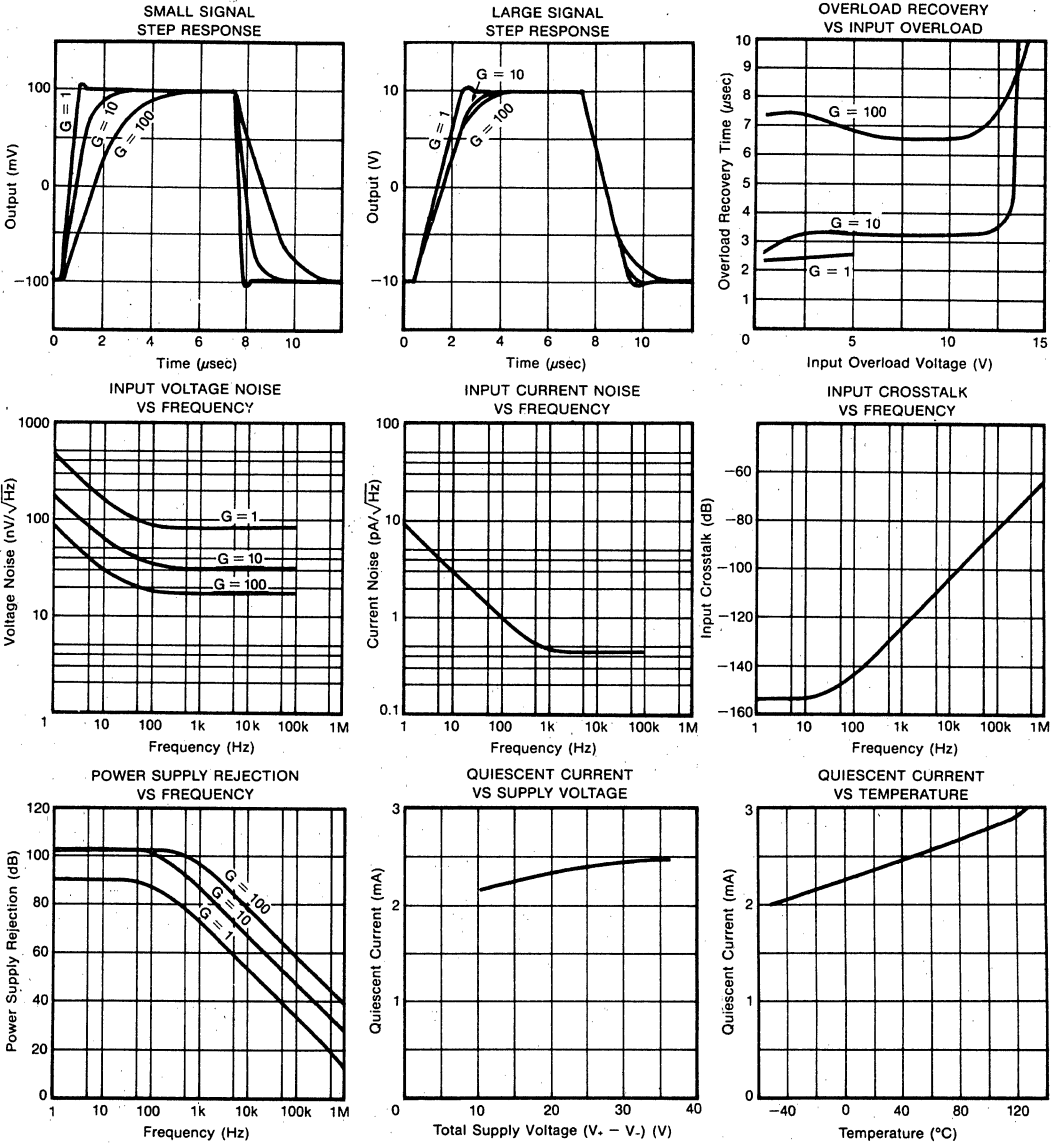 SMALL SIGNAL
STEP RESPONSE
100
0
−100
Output (mV)
G = 1
G = 10
G = 100
0 2 4 6 8 10
Time (μsec)
LARGE SIGNAL
STEP RESPONSE
10
0
−10
Output (V)
G = 1
G = 10
G = 100
0 2 4 6 8 10
Time (μsec)
OVERLOAD RECOVERY
VS INPUT OVERLOAD
10
9
8
7
6
5
4
3
2
1
Overload Recovery Time (μsec)
G = 100
G = 10
G = 1
0 5 10 15
Input Overload Voltage (V)
INPUT VOLTAGE NOISE
VS FREQUENCY
1000
100
10
Voltage Noise (nV/√Hz)
G = 1
G = 10
G = 100
1 10 100 1k 10k 100k 1M
Frequency (Hz)
INPUT CURRENT NOISE
VS FREQUENCY
100
10
1
0.1
Current Noise (pA/√Hz)
1 10 100 1k 10k 100k 1M
Frequency (Hz)
INPUT CROSSTALK
VS FREQUENCY
−60
−80
−100
−120
−140
−160
Input Crosstalk (dB)
1 10 100 1k 10k 100k 1M
Frequency (Hz)
POWER SUPPLY REJECTION
VS FREQUENCY
120
100
80
60
40
20
0
Power Supply Rejection (dB)
G = 100
G = 10
G = 1
1 10 100 1k 10k 100k 1M
Frequency (Hz)
QUIESCENT CURRENT
VS SUPPLY VOLTAGE
3
2
1
0
Quiescent Current (mA)
0 10 20 30 40
Total Supply Voltage (V₊ − V₋) (V)
QUIESCENT CURRENT
VS TEMPERATURE
3
2
1
0
Quiescent Current (mA)
−40 0 40 80 120
Temperature (°C)